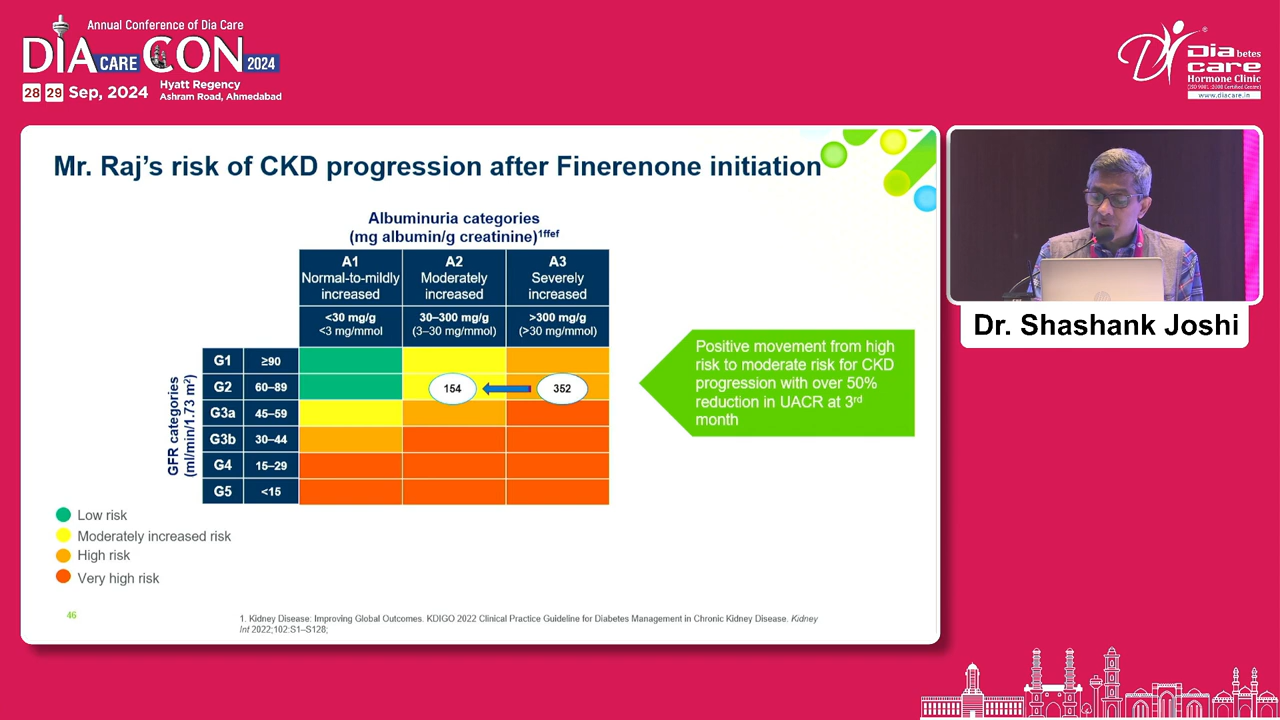 Annual Conference of Dia Care
DIA CARE CON 2024
28 29 Sep, 2024
Hyatt Regency
Ashram Road, Ahmedabad
Diabetes
care
Hormone Clinic
www.diacare.in
Mr. Raj's risk of CKD progression after Finerenone initiation
Albuminuria categories
(mg albumin/g creatinine)1ffef
A1
Normal-to-mildly
increased
A2
Moderately
increased
A3
Severely
increased
<30 mg/g
<3 mg/mmol
30–300 mg/g
(3–30 mg/mmol)
>300 mg/g
(>30 mg/mmol)
GFR categories
(ml/min/1.73 m²)
G1 ≥90
G2 60–89 154 352
G3a 45–59
G3b 30–44
G4 15–29
G5 <15
Positive movement from high
risk to moderate risk for CKD
progression with over 50%
reduction in UACR at 3rd
month
Low risk
Moderately increased risk
High risk
Very high risk
46
1. Kidney Disease: Improving Global Outcomes. KDIGO 2022 Clinical Practice Guideline for Diabetes Management in Chronic Kidney Disease. Kidney
Int 2022;102:S1–S128;
Dr. Shashank Joshi